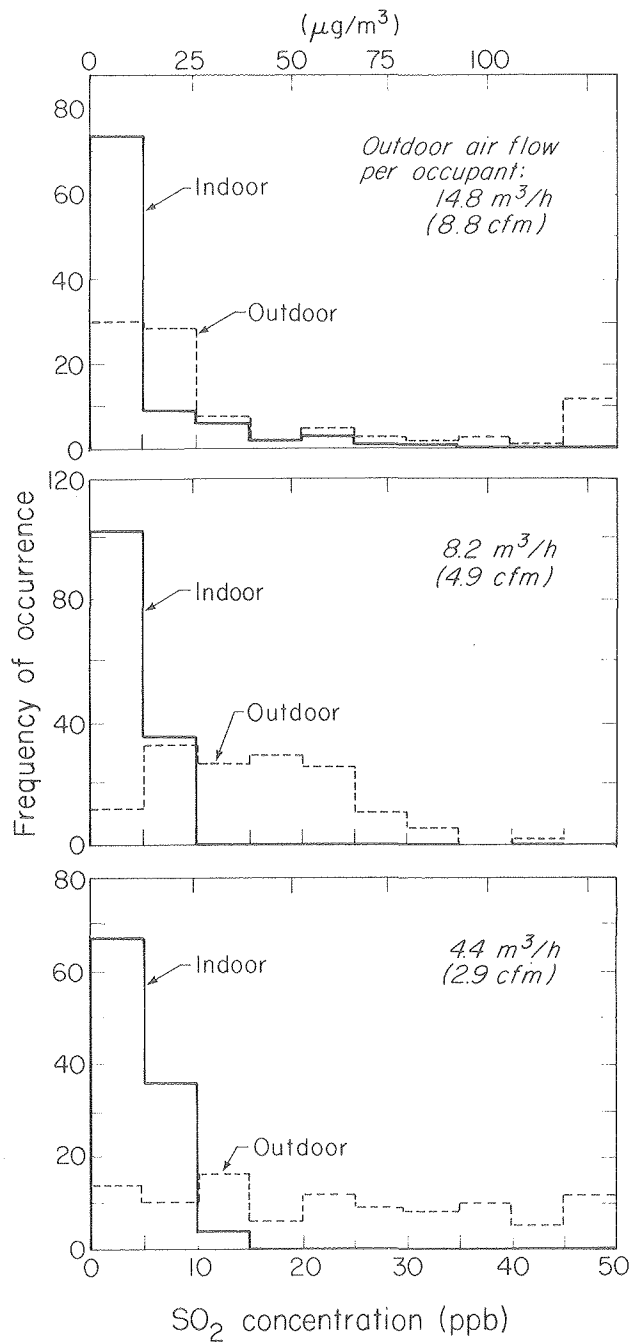 (μg/m³)
0 25 50 75 100
80
60
40
20
0
Outdoor air flow
per occupant:
14.8 m³/h
(8.8 cfm)
Indoor
Outdoor
120
80
40
0
8.2 m³/h
(4.9 cfm)
Indoor
Outdoor
Frequency of occurrence
80
60
40
20
0
4.4 m³/h
(2.9 cfm)
Indoor
Outdoor
0 10 20 30 40 50
SO₂ concentration (ppb)